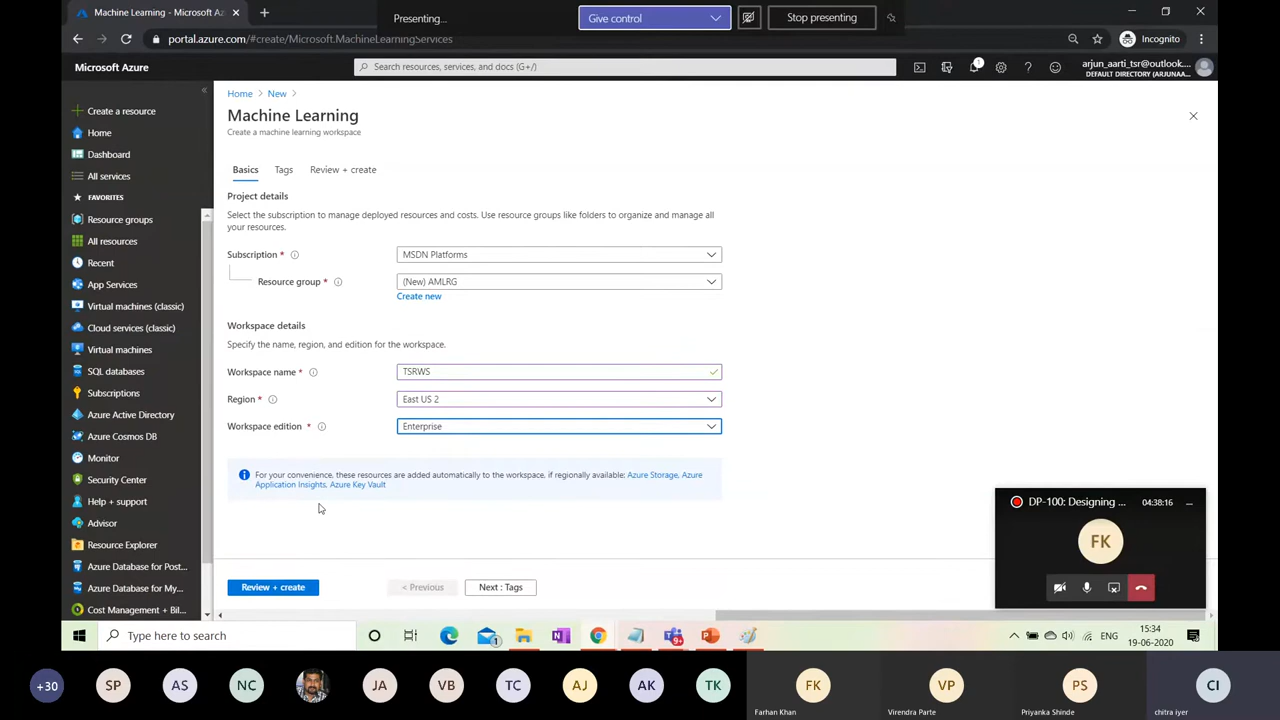 Machine Learning - Microsoft Az
Presenting...
Give control
Stop presenting
portal.azure.com/#create/Microsoft.MachineLearningServices
Incognito
Microsoft Azure
Search resources, services, and docs (G+/)
1
arjun_aarti_tsr@outlook....
DEFAULT DIRECTORY (ARJUNAA...
Create a resource
Home
Dashboard
All services
FAVORITES
Resource groups
All resources
Recent
App Services
Virtual machines (classic)
Cloud services (classic)
Virtual machines
SQL databases
Subscriptions
Azure Active Directory
Azure Cosmos DB
Monitor
Security Center
Help + support
Advisor
Resource Explorer
Azure Database for Post...
Azure Database for My...
Cost Management + Bil...
Home > New >
Machine Learning
Create a machine learning workspace
Basics Tags Review + create
Project details
Select the subscription to manage deployed resources and costs. Use resource groups like folders to organize and manage all
your resources.
Subscription * MSDN Platforms
Resource group * (New) AMLRG
Create new
Workspace details
Specify the name, region, and edition for the workspace.
Workspace name * TSRWS
Region * East US 2
Workspace edition * Enterprise
For your convenience, these resources are added automatically to the workspace, if regionally available: Azure Storage, Azure
Application Insights, Azure Key Vault
Review + create
< Previous
Next : Tags
DP-100: Designing ... 04:38:16
FK
Type here to search
1
9+
ENG
15:34
19-06-2020
+30
SP
AS
NC
JA
VB
TC
AJ
AK
TK
FK
Farhan Khan
VP
Virendra Parte
PS
Priyanka Shinde
CI
chitra iyer